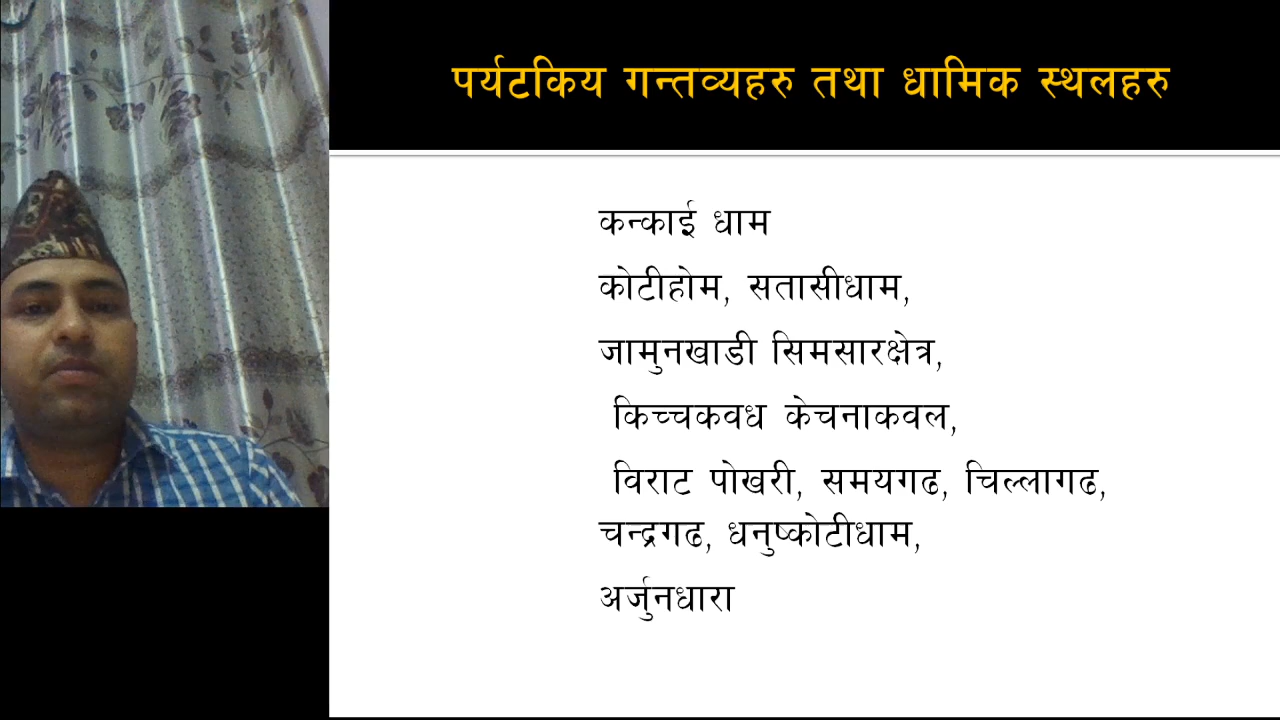 पर्यटकिय गन्तव्यहरु तथा धामिक स्थलहरु
कन्काई धाम
कोटीहोम, सतासीधाम,
जामुनखाडी सिमसारक्षेत्र,
किच्चकवध केचनाकवल,
विराट पोखरी, समयगढ, चिल्लागढ,
चन्द्रगढ, धनुष्कोटीधाम,
अर्जुनधारा